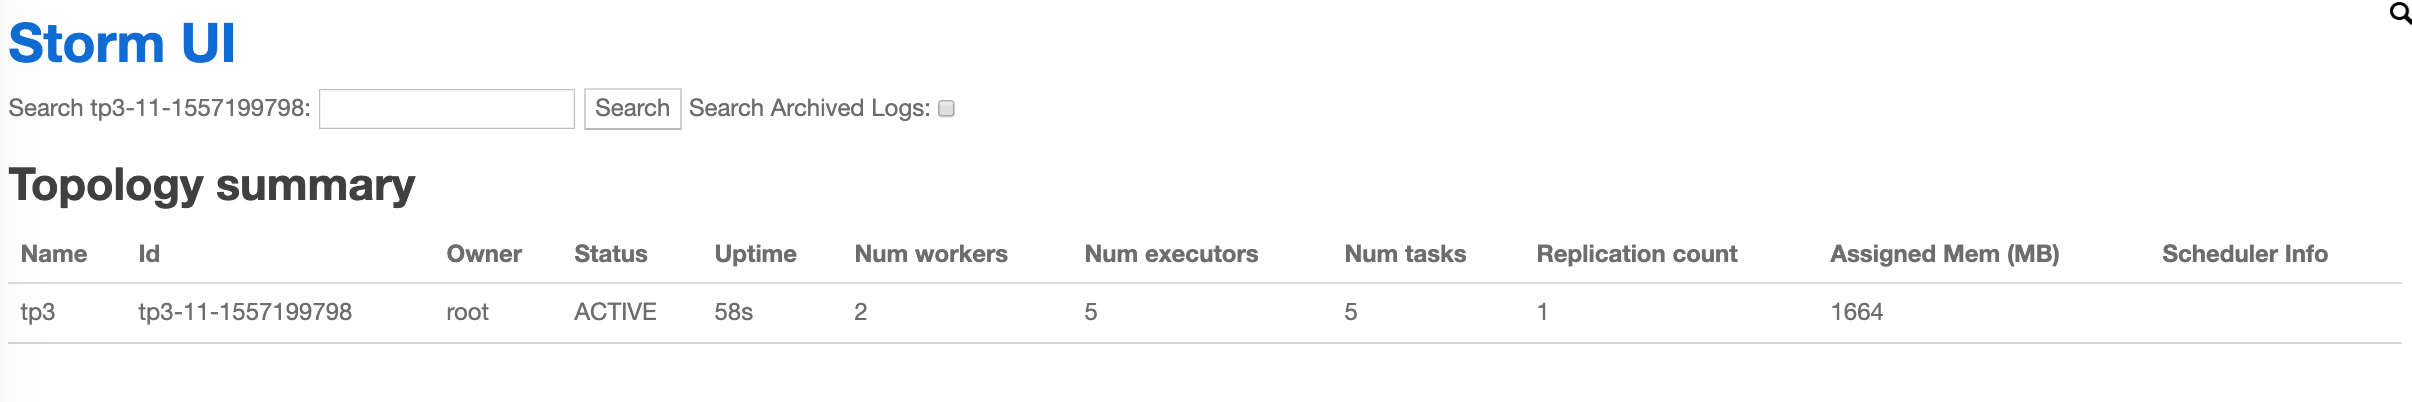 Storm UI
Search tp3-11-1557199798: Search Search Archived Logs:
Topology summary
Name Id Owner Status Uptime Num workers Num executors Num tasks Replication count Assigned Mem (MB) Scheduler Info
tp3 tp3-11-1557199798 root ACTIVE 58s 2 5 5 1 1664